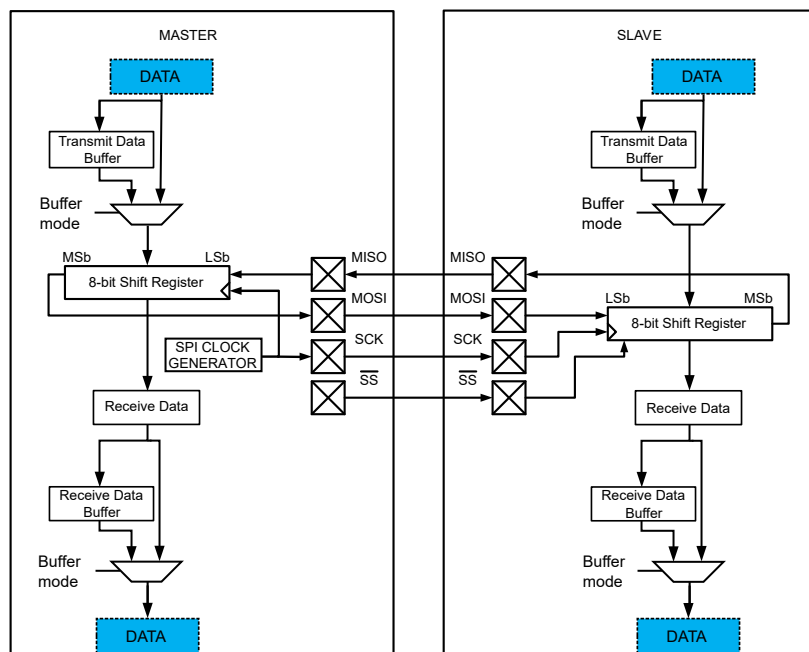 MASTER
DATA
Transmit Data
Buffer
Buffer
mode
MSb
LSb
8-bit Shift Register
SPI CLOCK
GENERATOR
Receive Data
Receive Data
Buffer
Buffer
mode
DATA
MISO
MOSI
SCK
SS
MISO
MOSI
SCK
SS
SLAVE
DATA
Transmit Data
Buffer
Buffer
mode
LSb
MSb
8-bit Shift Register
Receive Data
Receive Data
Buffer
Buffer
mode
DATA